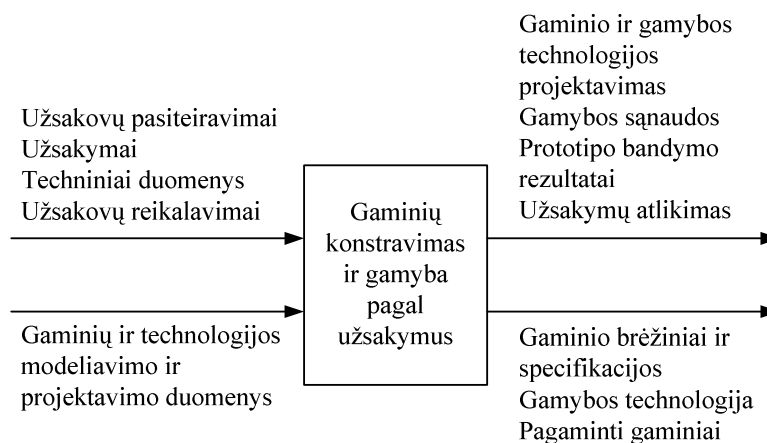 Užsakovų pasiteiravimai
Užsakymai
Techniniai duomenys
Užsakovų reikalavimai
Gaminių ir technologijos
modeliavimo ir
projektavimo duomenys
Gaminių
konstravimas
ir gamyba
pagal
užsakymus
Gaminio ir gamybos
technologijos
projektavimas
Gamybos sąnaudos
Prototipo bandymo
rezultatai
Užsakymų atlikimas
Gaminio brėžiniai ir
specifikacijos
Gamybos technologija
Pagaminti gaminiai